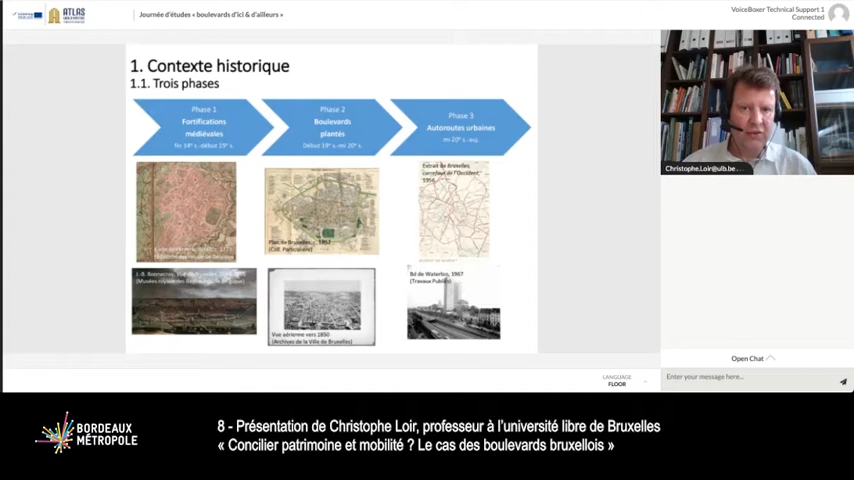 ATLAS
Journée d'études « boulevards d'ici & d'ailleurs »
VoiceBoxer Technical Support 1
Connected
1. Contexte historique
1.1. Trois phases
Phase 1
Fortifications
médiévales
fin 14e s.-début 19e s.
Phase 2
Boulevards
plantés
Début 19e s.-mi 20e s.
Phase 3
Autoroutes urbaines
mi 20e s.-auj.
Extrait de Bruxelles,
carrefour de l'Occident,
1956
Plan de Bruxelles, c. 1837
(Coll. Particulière)
Vue aérienne vers 1850
(Archives de la Ville de Bruxelles)
Bd de Waterloo, 1967
(Travaux Publics)
Christophe.Loir@ulb.be ...
Open Chat
LANGUAGE
FLOOR
Enter your message here...
BORDEAUX
MÉTROPOLE
8 - Présentation de Christophe Loir, professeur à l'université libre de Bruxelles
« Concilier patrimoine et mobilité ? Le cas des boulevards bruxellois »